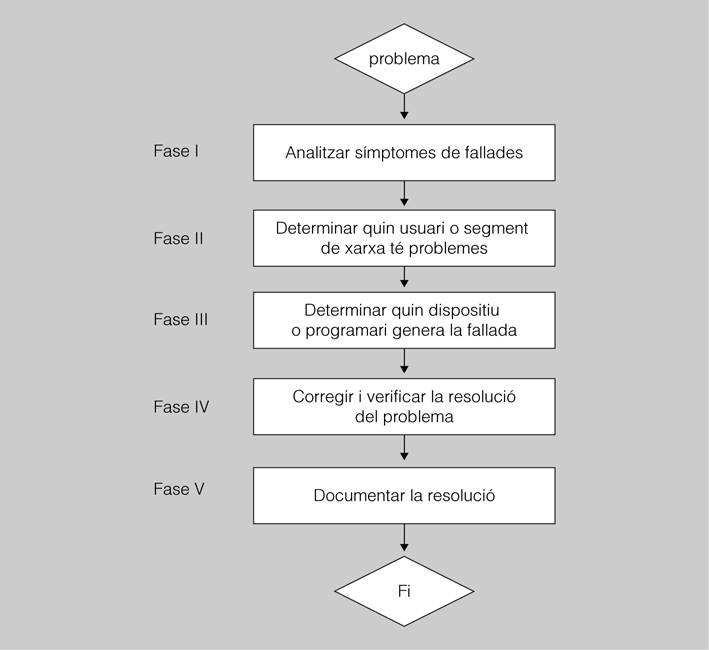 problema
Fase I
Analitzar símptomes de fallades
Fase II
Determinar quin usuari o segment
de xarxa té problemes
Fase III
Determinar quin dispositiu
o programari genera la fallada
Fase IV
Corregir i verificar la resolució
del problema
Fase V
Documentar la resolució
Fi